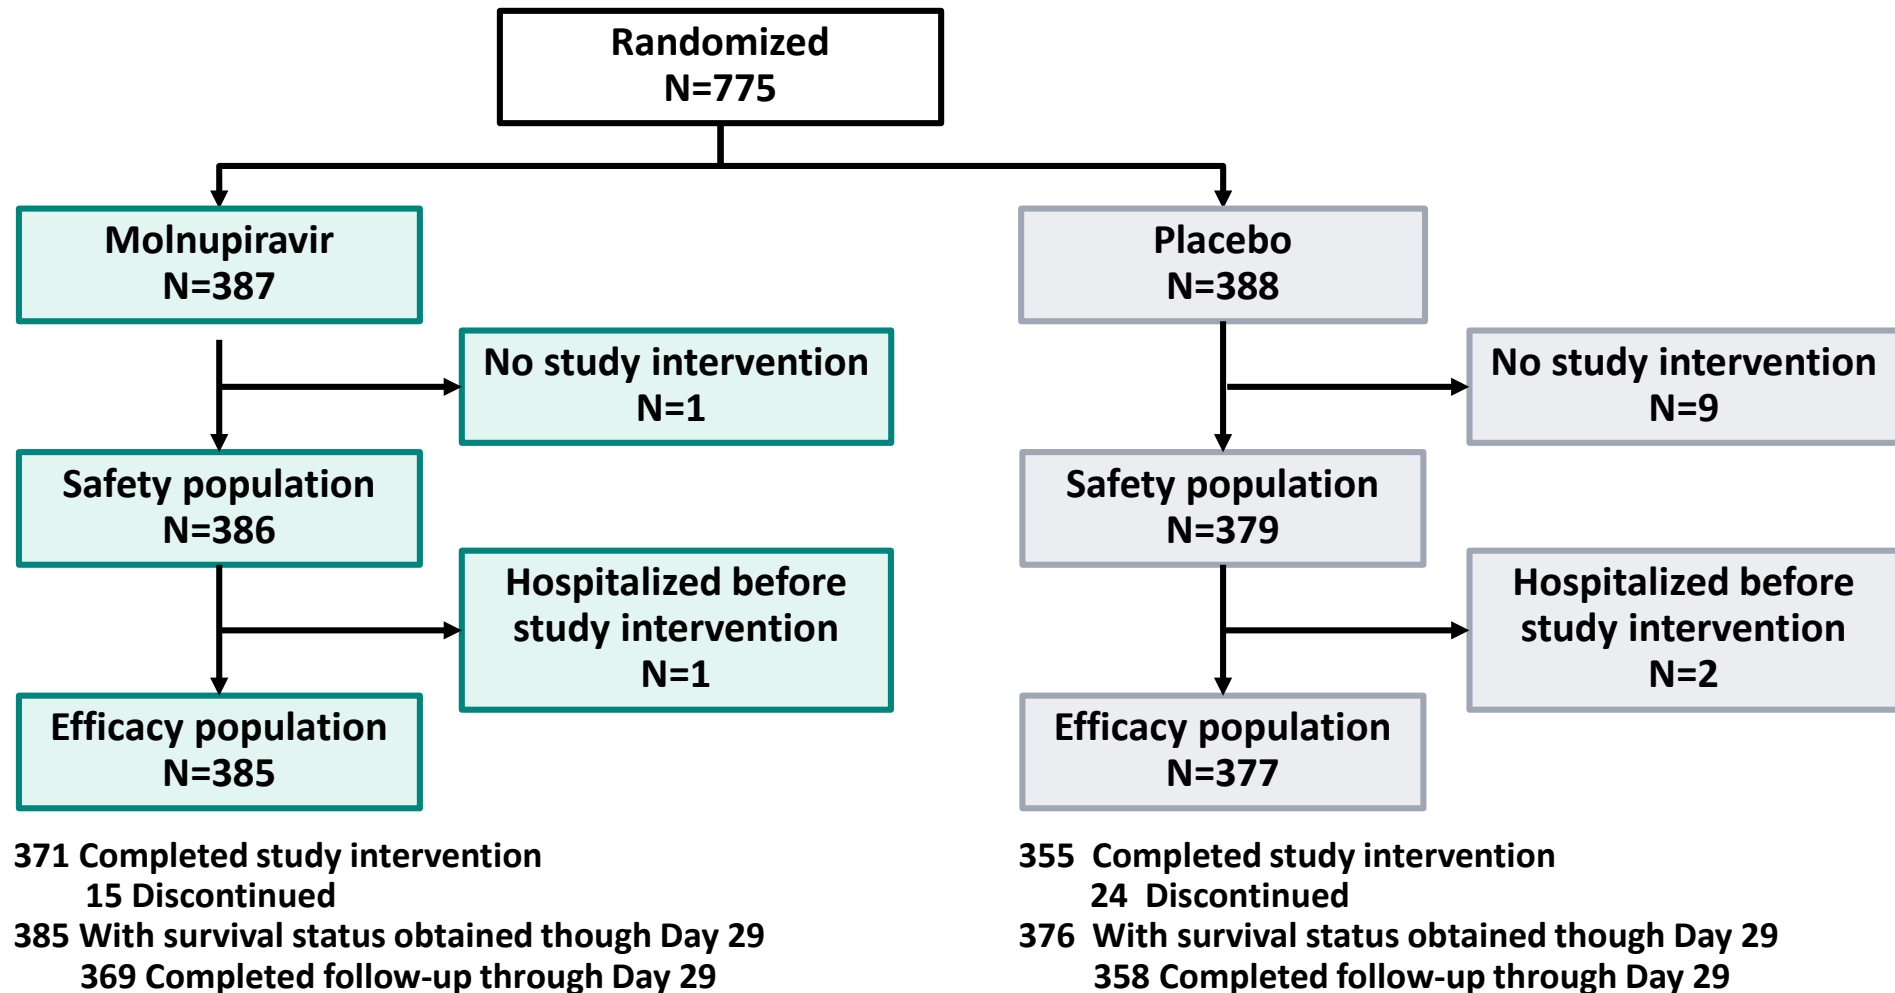 Randomized
N=775
Molnupiravir
N=387
No study intervention
N=1
Safety population
N=386
Hospitalized before
study intervention
N=1
Efficacy population
N=385
371 Completed study intervention
15 Discontinued
385 With survival status obtained though Day 29
369 Completed follow-up through Day 29
Placebo
N=388
No study intervention
N=9
Safety population
N=379
Hospitalized before
study intervention
N=2
Efficacy population
N=377
355 Completed study intervention
24 Discontinued
376 With survival status obtained though Day 29
358 Completed follow-up through Day 29